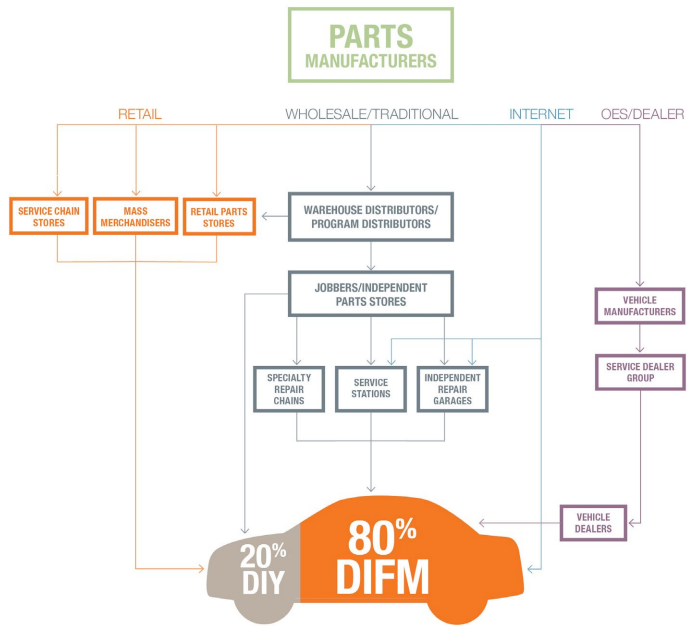 PARTS
MANUFACTURERS
RETAIL
WHOLESALE/TRADITIONAL
INTERNET
OES/DEALER
SERVICE CHAIN
STORES
MASS
MERCHANDISERS
RETAIL PARTS
STORES
WAREHOUSE DISTRIBUTORS/
PROGRAM DISTRIBUTORS
JOBBERS/INDEPENDENT
PARTS STORES
VEHICLE
MANUFACTURERS
SERVICE DEALER
GROUP
SPECIALTY
REPAIR
CHAINS
SERVICE
STATIONS
INDEPENDENT
REPAIR
GARAGES
VEHICLE
DEALERS
20%
DIY
80%
DIFM